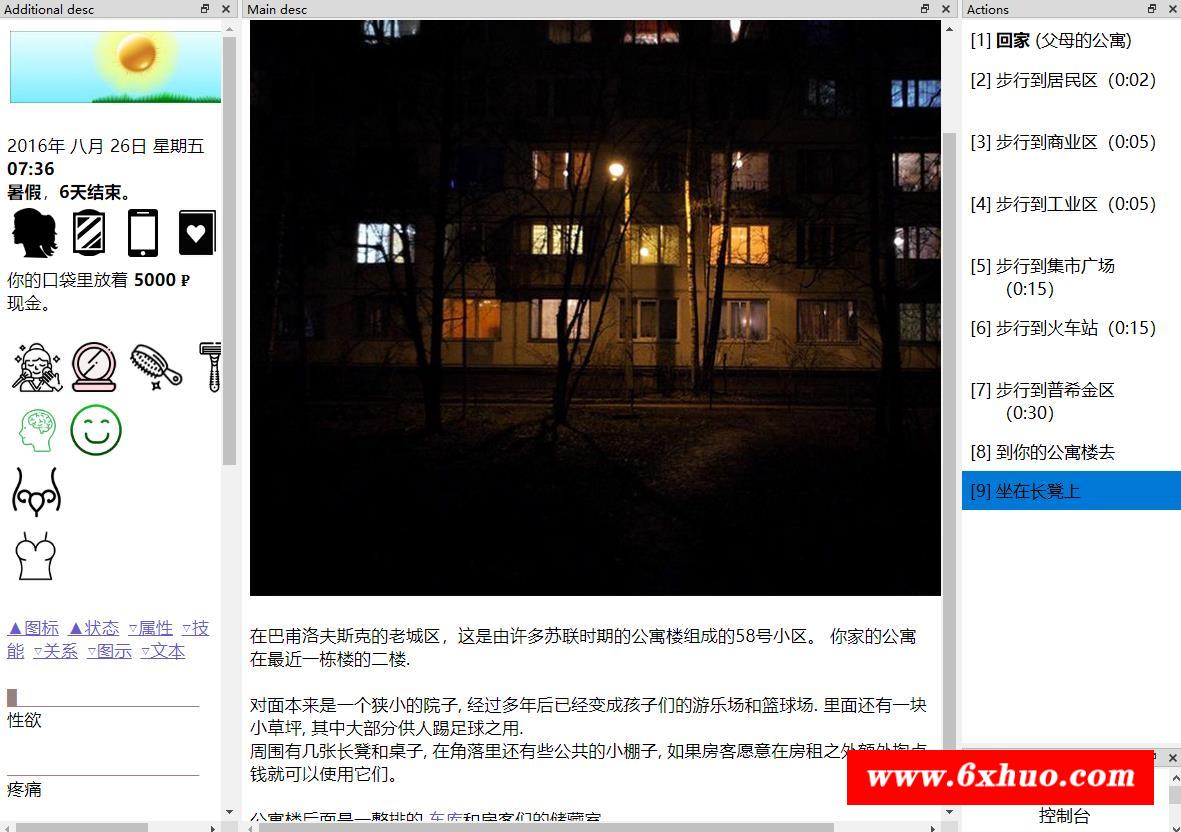 Additional desc
Main desc
Actions
2016年 八月 26日 星期五
07:36
暑假，6天结束。
你的口袋里放着 5000 ₽
现金。
▲图标 ▲状态 ▿属性 ▿技
能 ▿关系 ▿图示 ▿文本
性欲
疼痛
在巴甫洛夫斯克的老城区，这是由许多苏联时期的公寓楼组成的58号小区。 你家的公寓
在最近一栋楼的二楼.
对面本来是一个狭小的院子, 经过多年后已经变成孩子们的游乐场和篮球场. 里面还有一块
小草坪, 其中大部分供人踢足球之用.
周围有几张长凳和桌子, 在角落里还有些公共的小棚子, 如果房客愿意在房租之外额外掏点
钱就可以使用它们。
公寓楼后面是一整排的 车库和房客们的储藏室
[1] 回家 (父母的公寓)
[2] 步行到居民区（0:02）
[3] 步行到商业区（0:05）
[4] 步行到工业区（0:05）
[5] 步行到集市广场
（0:15）
[6] 步行到火车站（0:15）
[7] 步行到普希金区
（0:30）
[8] 到你的公寓楼去
[9] 坐在长凳上
www.6xhuo.com
控制台